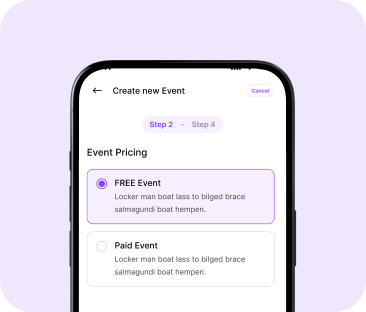 Create new Event
Cancel
Step 2 - Step 4
Event Pricing
FREE Event
Locker man boat lass to bilged brace
salmagundi boat hempen.
Paid Event
Locker man boat lass to bilged brace
salmagundi boat hempen.